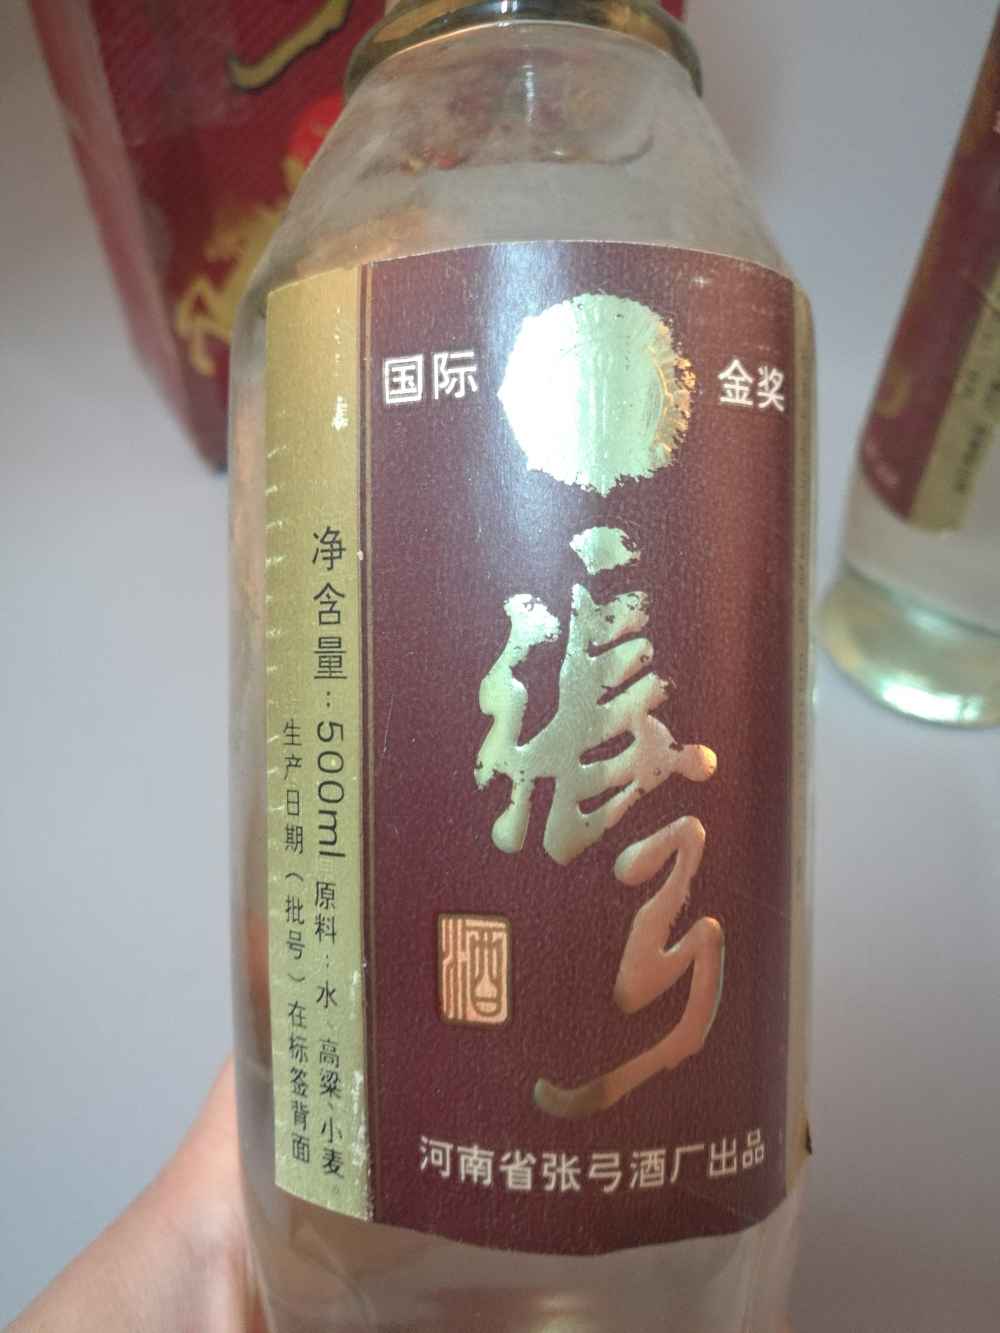 国际 金奖
張弓
酒
河南省张弓酒厂出品
净含量：500ml 原料：水、高粱、小麦。
生产日期（批号）在标签背面